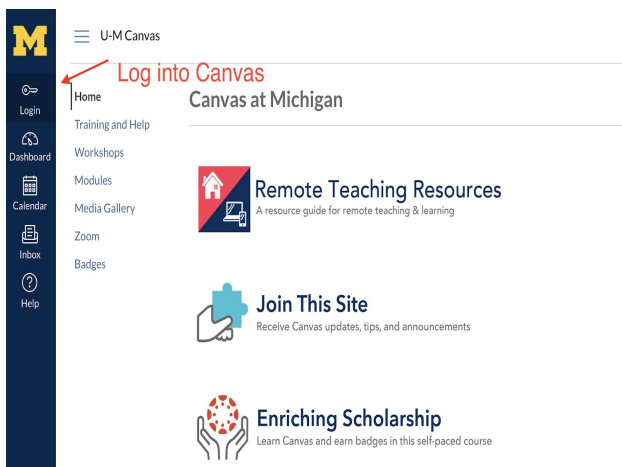 M
U-M Canvas
Log into Canvas
Login
Dashboard
Calendar
Inbox
Help
Home
Training and Help
Workshops
Modules
Media Gallery
Zoom
Badges
Canvas at Michigan
Remote Teaching Resources
A resource guide for remote teaching & learning
Join This Site
Receive Canvas updates, tips, and announcements
Enriching Scholarship
Learn Canvas and earn badges in this self-paced course